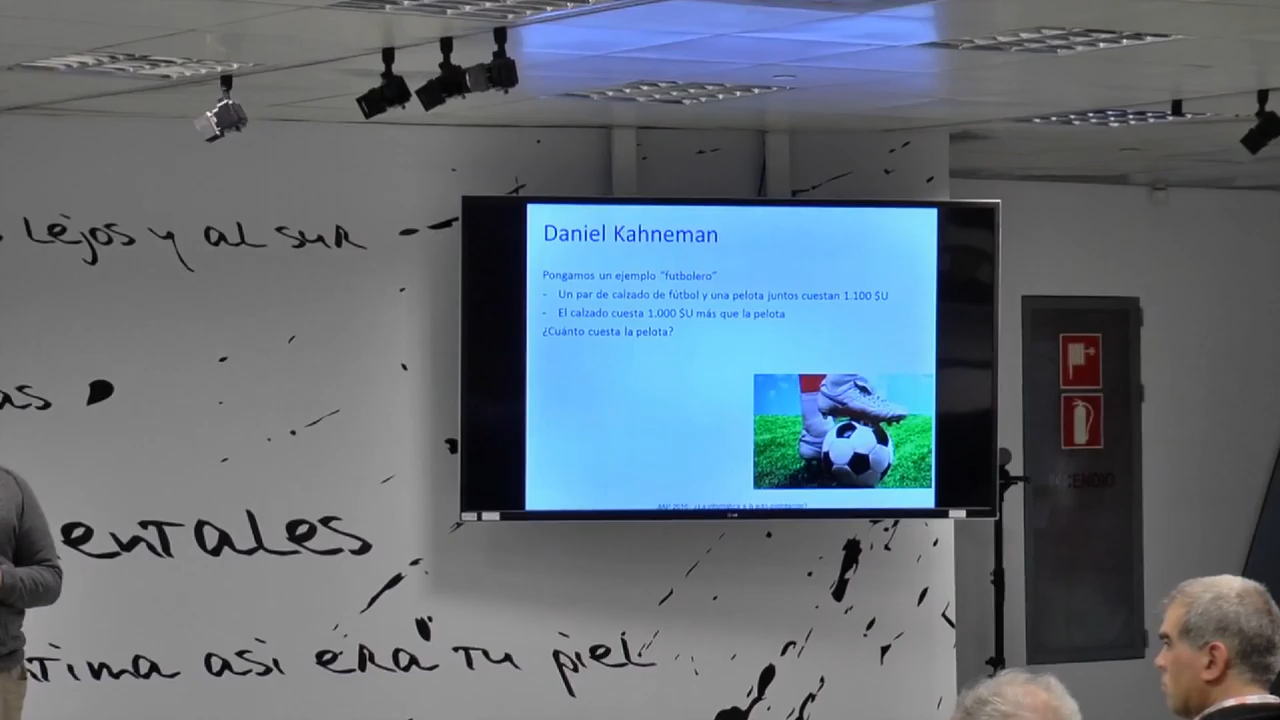 Lejos y al sur
Daniel Kahneman
Pongamos un ejemplo "futbolero"
- Un par de calzado de fútbol y una pelota juntos cuestan 1.100 $U
- El calzado cuesta 1.000 $U más que la pelota
¿Cuánto cuesta la pelota?
as
INCENDIO
entales
tima asi era tu piel